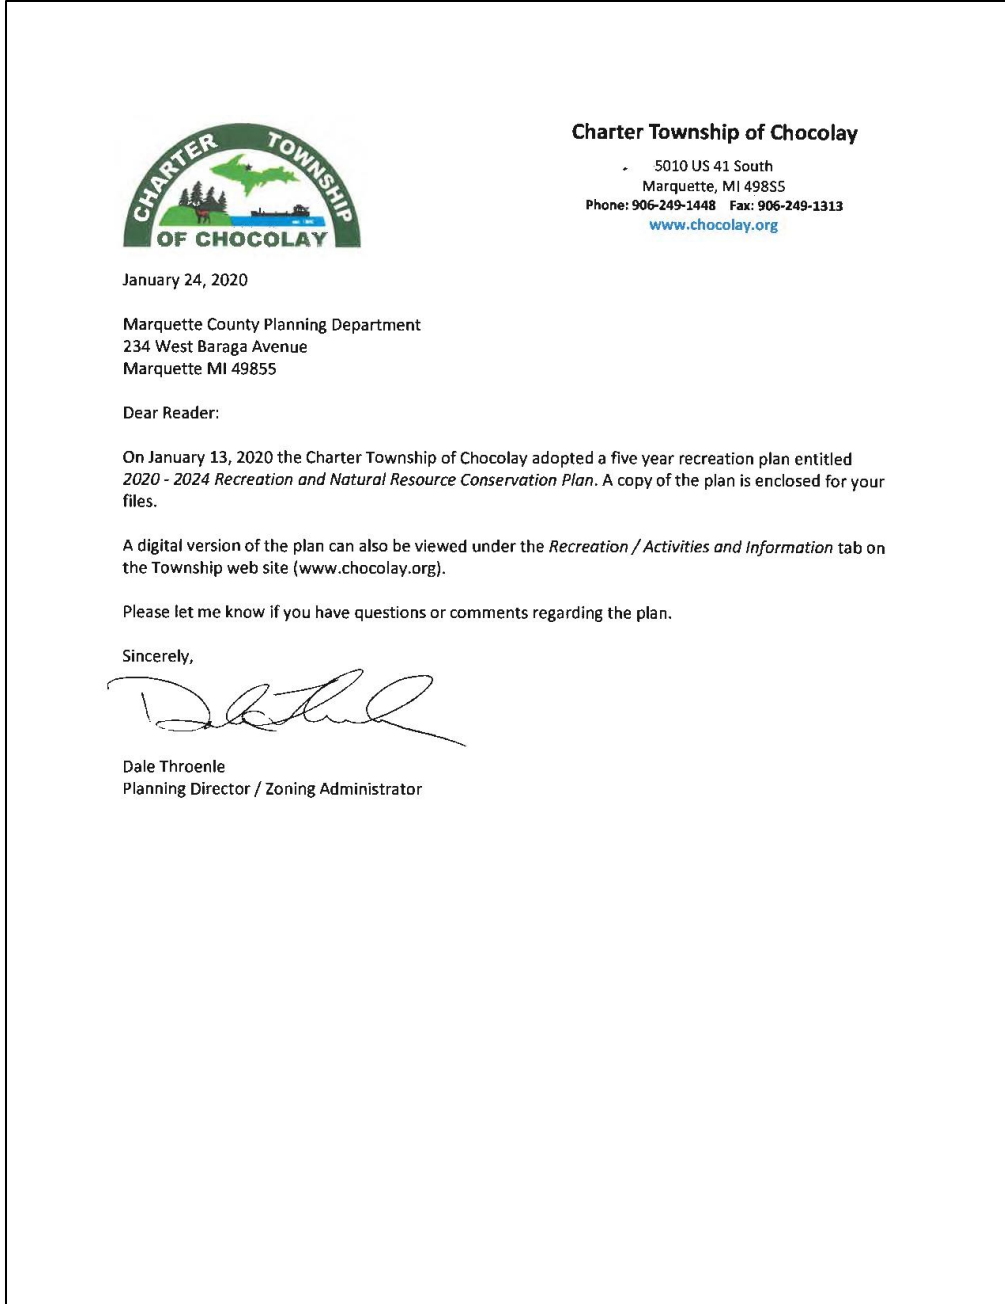 CHARTER TOWNSHIP
OF CHOCOLAY
Charter Township of Chocolay
5010 US 41 South
Marquette, MI 49855
Phone: 906-249-1448 Fax: 906-249-1313
www.chocolay.org
January 24, 2020
Marquette County Planning Department
234 West Baraga Avenue
Marquette MI 49855
Dear Reader:
On January 13, 2020 the Charter Township of Chocolay adopted a five year recreation plan entitled
2020 - 2024 Recreation and Natural Resource Conservation Plan. A copy of the plan is enclosed for your
files.
A digital version of the plan can also be viewed under the Recreation / Activities and Information tab on
the Township web site (www.chocolay.org).
Please let me know if you have questions or comments regarding the plan.
Sincerely,
Dale Throenle
Dale Throenle
Planning Director / Zoning Administrator